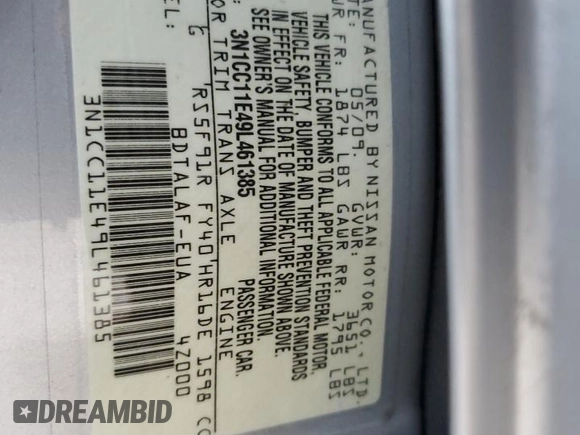 MANUFACTURED BY NISSAN MOTOR CO., LTD.
DATE: 05/09. GVWR: 3651 LBS
GAWR FR: 1874 LBS GAWR RR: 1795 LBS
THIS VEHICLE CONFORMS TO ALL APPLICABLE FEDERAL MOTOR
VEHICLE SAFETY, BUMPER AND THEFT PREVENTION STANDARDS
IN EFFECT ON THE DATE OF MANUFACTURE SHOWN ABOVE.
SEE OWNER'S MANUAL FOR ADDITIONAL INFORMATION.
3N1CC11E49L461385 PASSENGER CAR.
OR TRIM TRANS AXLE ENGINE
G RS5F91R FY40 HR16DE 1598 CC
EL: BDTALAF-EUA 4Z000
3N1CC11E49L461385
DREAMBID